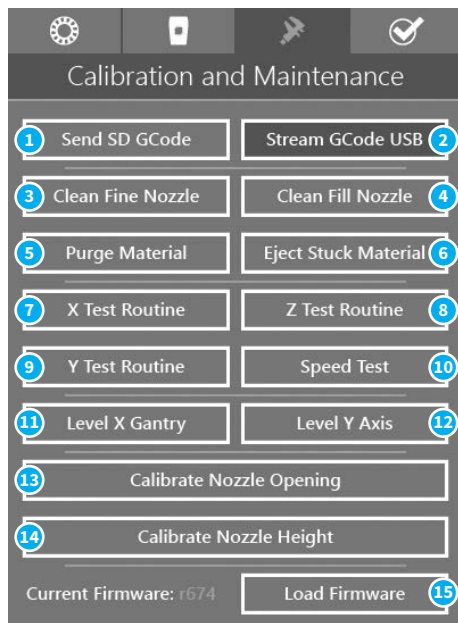 Calibration and Maintenance
1 Send SD GCode
Stream GCode USB 2
3 Clean Fine Nozzle
Clean Fill Nozzle 4
5 Purge Material
Eject Stuck Material 6
7 X Test Routine
Z Test Routine 8
9 Y Test Routine
Speed Test 10
11 Level X Gantry
Level Y Axis 12
13 Calibrate Nozzle Opening
14 Calibrate Nozzle Height
Current Firmware: r674
Load Firmware 15